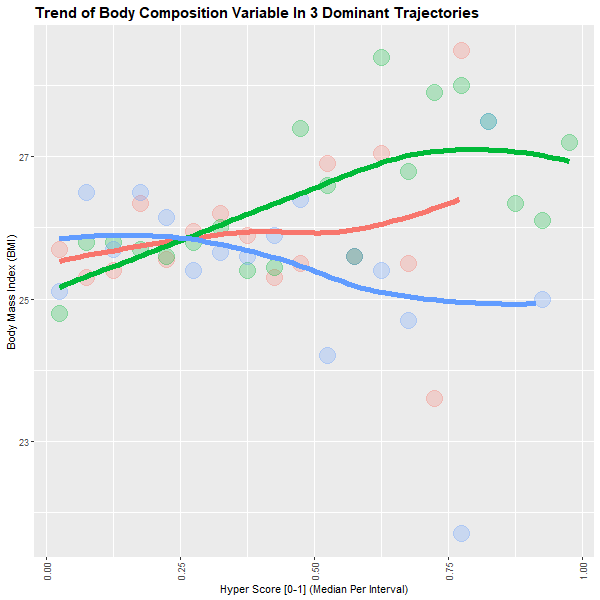 Trend of Body Composition Variable In 3 Dominant Trajectories
Body Mass Index (BMI)
27
25
23
0.00
0.25
0.50
0.75
1.00
Hyper Score [0-1] (Median Per Interval)